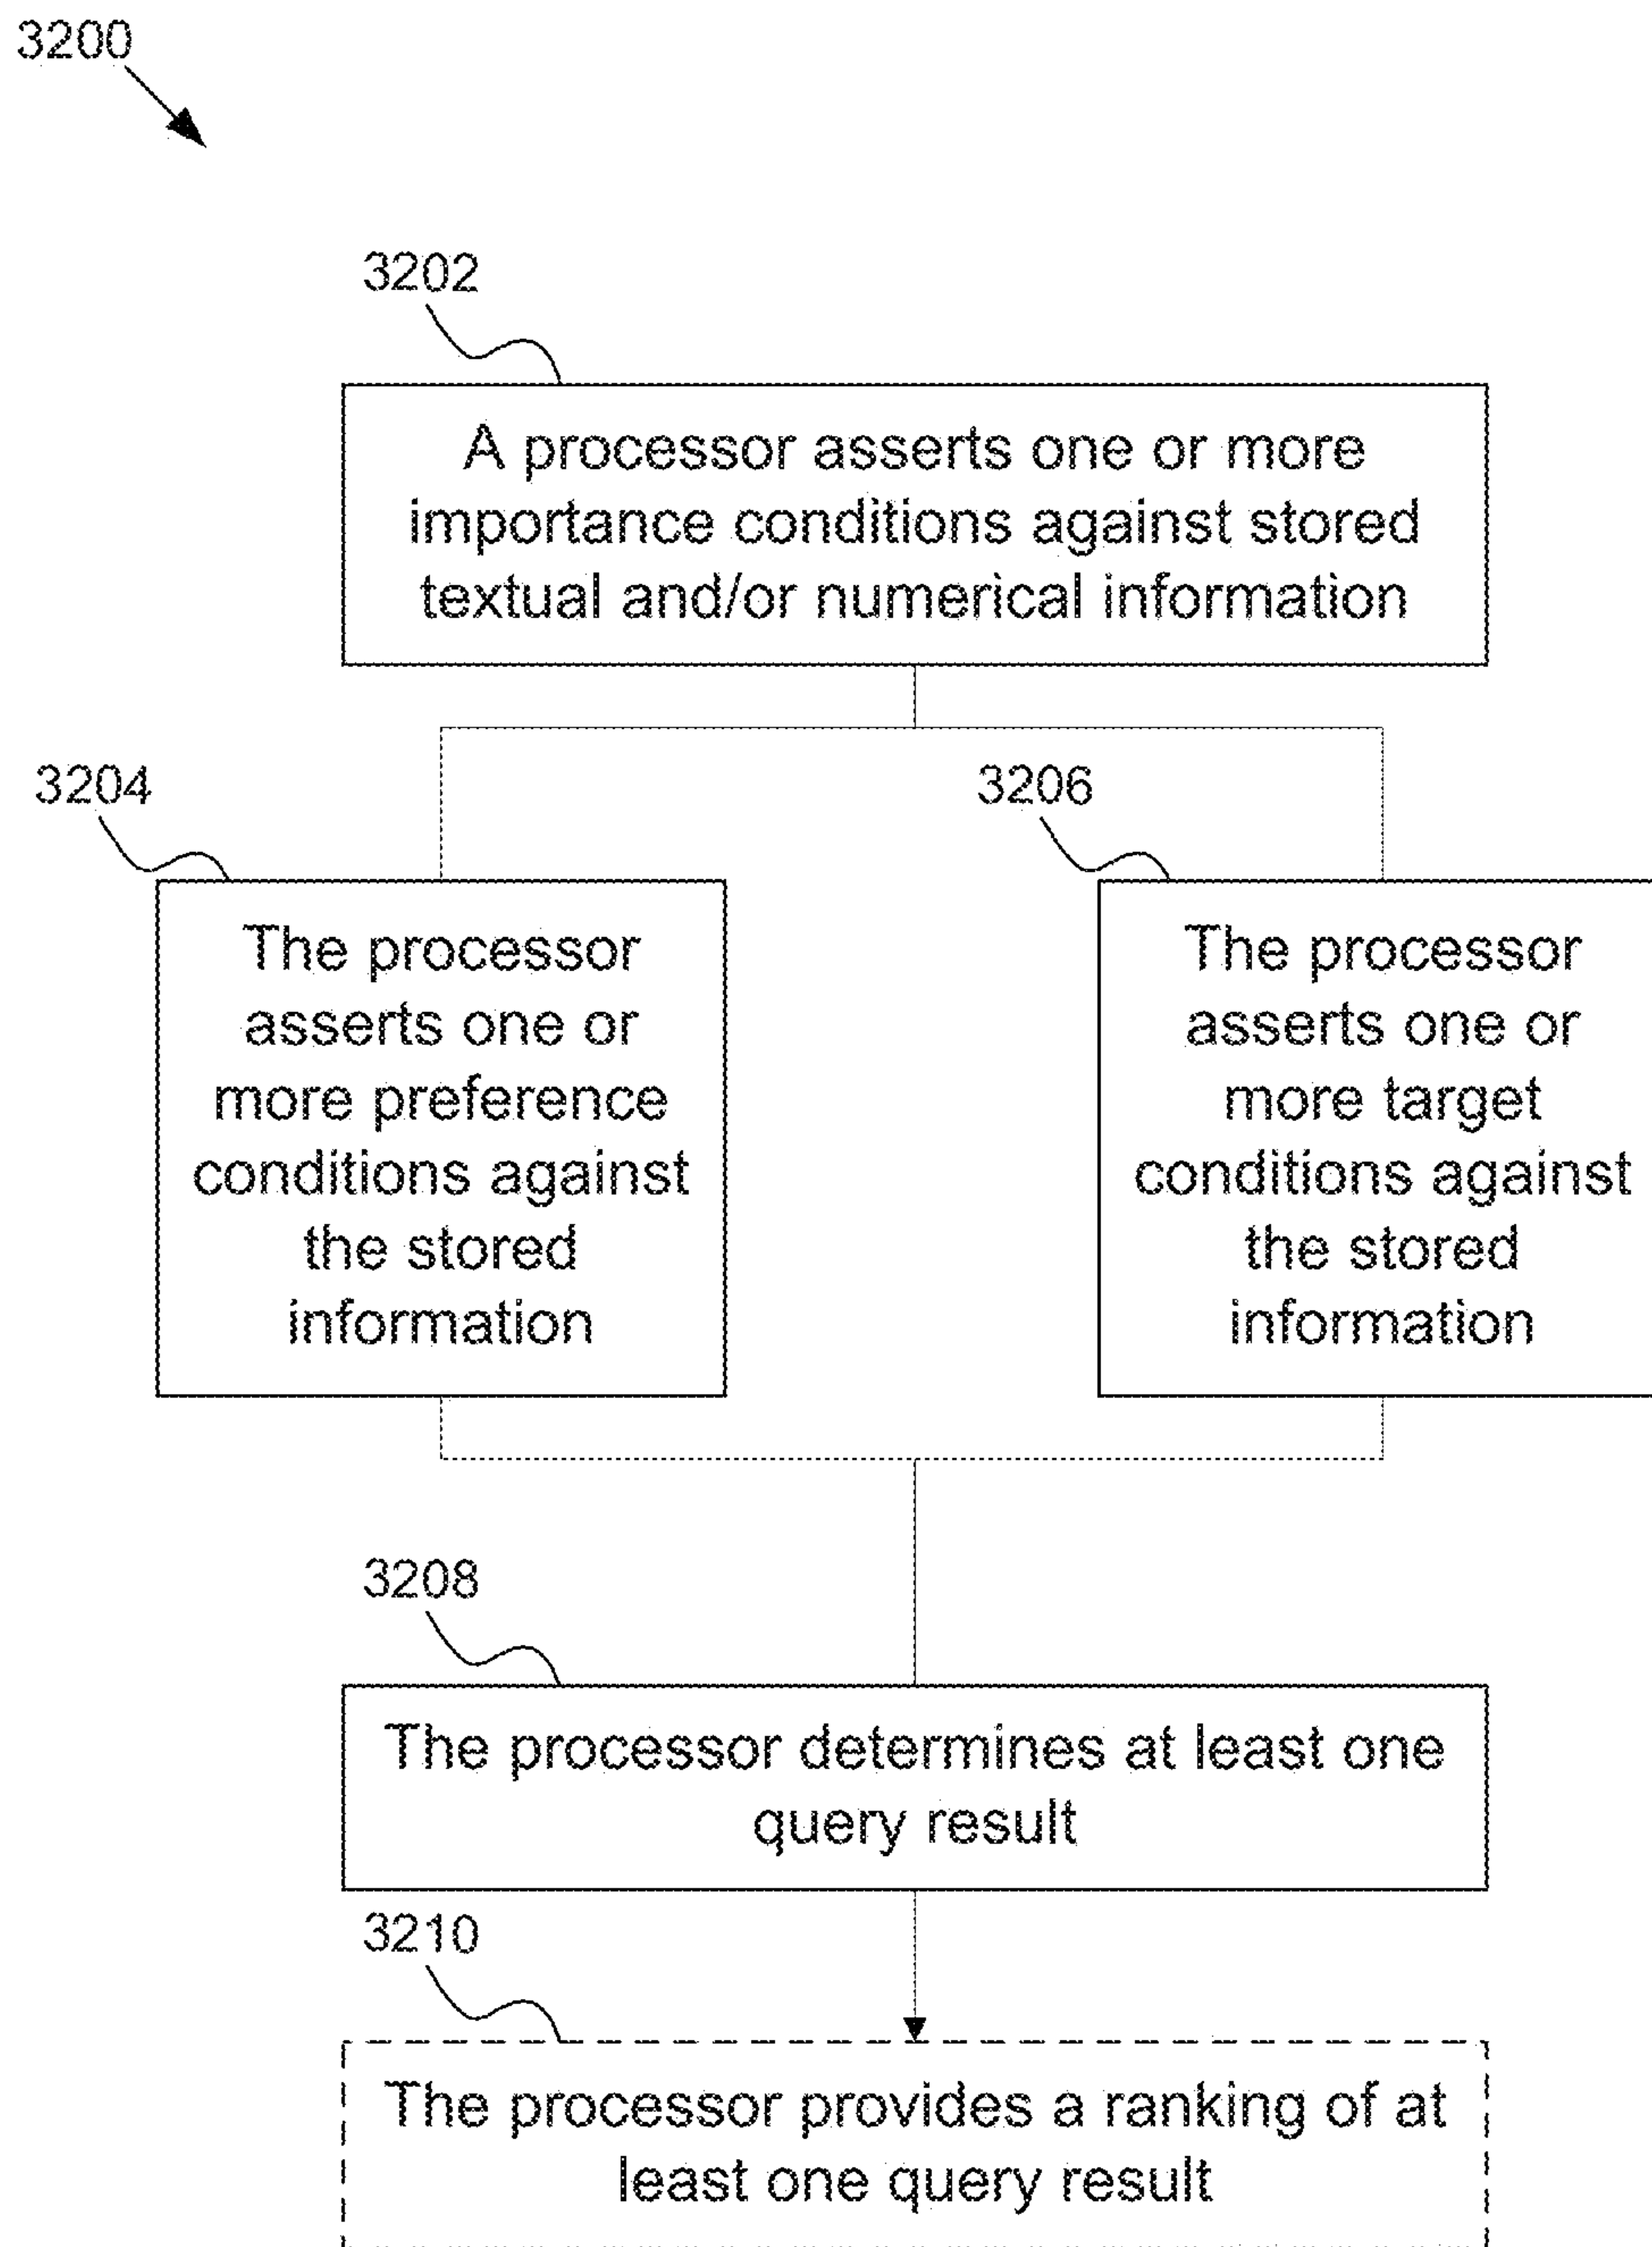 3200
3202
A processor asserts one or more
importance conditions against stored
textual and/or numerical information
3204
The processor
asserts one or
more preference
conditions against
the stored
information
3206
The processor
asserts one or
more target
conditions against
the stored
information
3208
The processor determines at least one
query result
3210
The processor provides a ranking of at
least one query result